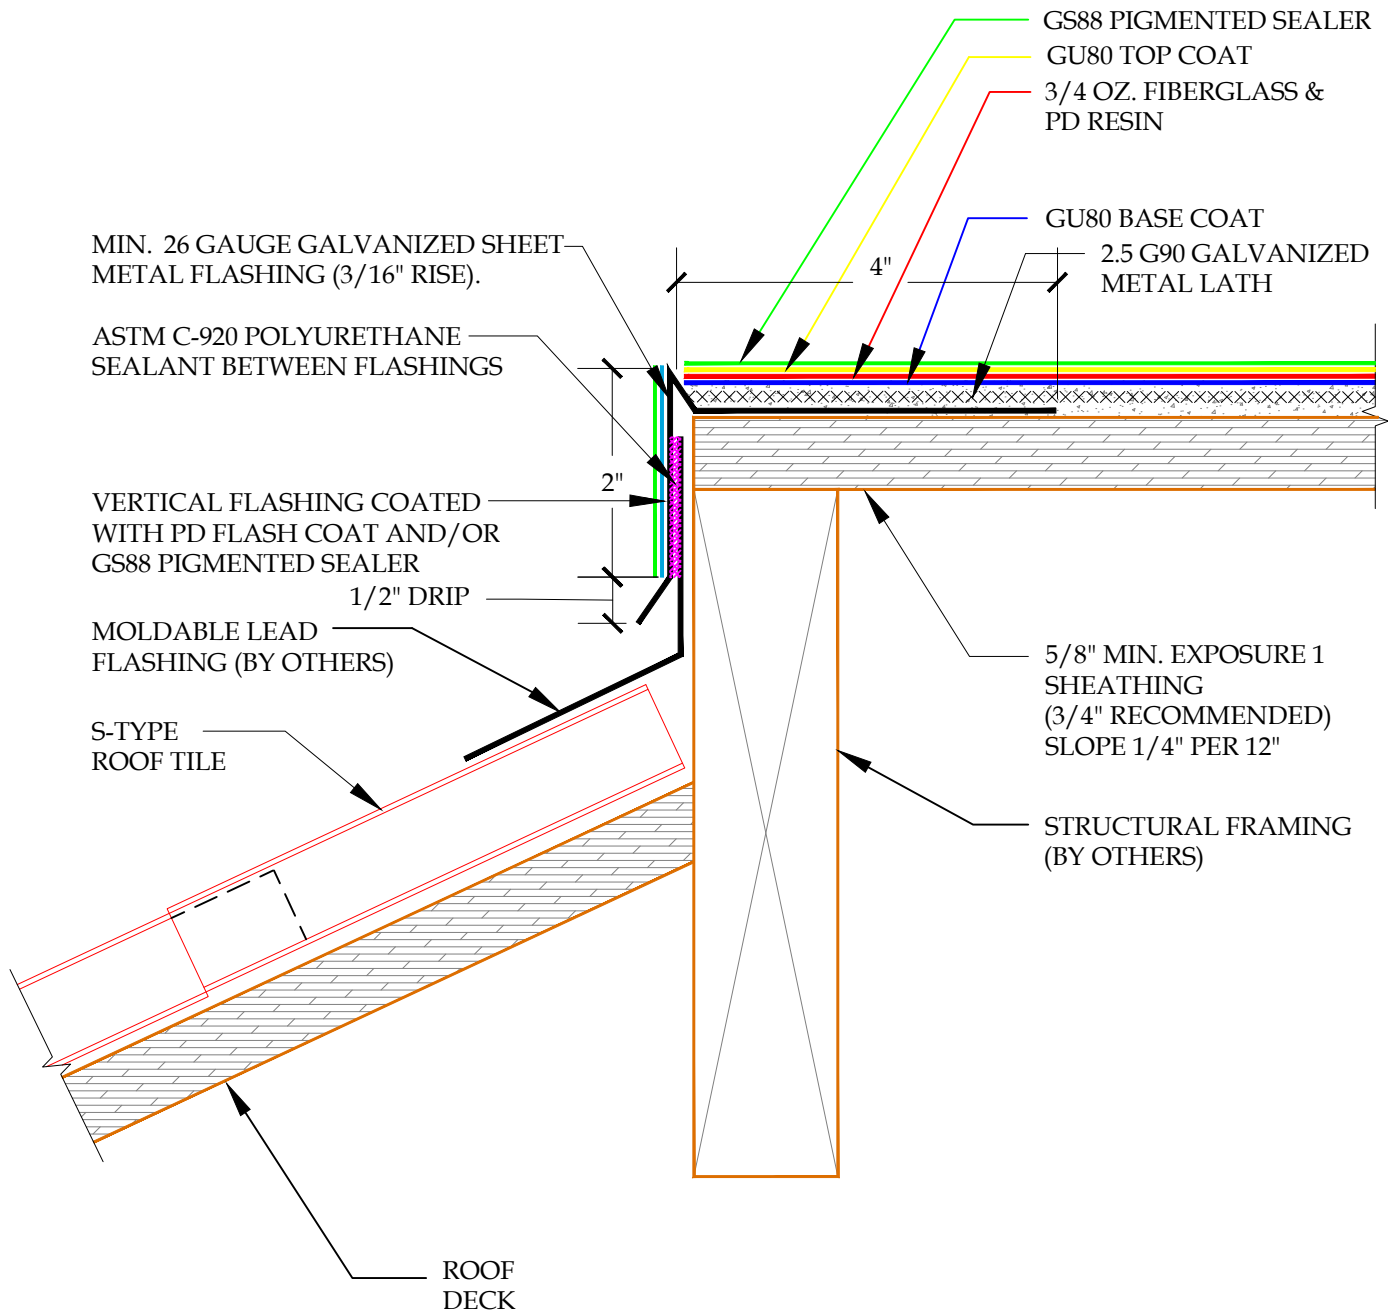 GS88 PIGMENTED SEALER
GU80 TOP COAT
3/4 OZ. FIBERGLASS &
PD RESIN
GU80 BASE COAT
2.5 G90 GALVANIZED
METAL LATH
4"
MIN. 26 GAUGE GALVANIZED SHEET
METAL FLASHING (3/16" RISE).
ASTM C-920 POLYURETHANE
SEALANT BETWEEN FLASHINGS
2"
VERTICAL FLASHING COATED
WITH PD FLASH COAT AND/OR
GS88 PIGMENTED SEALER
1/2" DRIP
MOLDABLE LEAD
FLASHING (BY OTHERS)
S-TYPE
ROOF TILE
5/8" MIN. EXPOSURE 1
SHEATHING
(3/4" RECOMMENDED)
SLOPE 1/4" PER 12"
STRUCTURAL FRAMING
(BY OTHERS)
ROOF
DECK